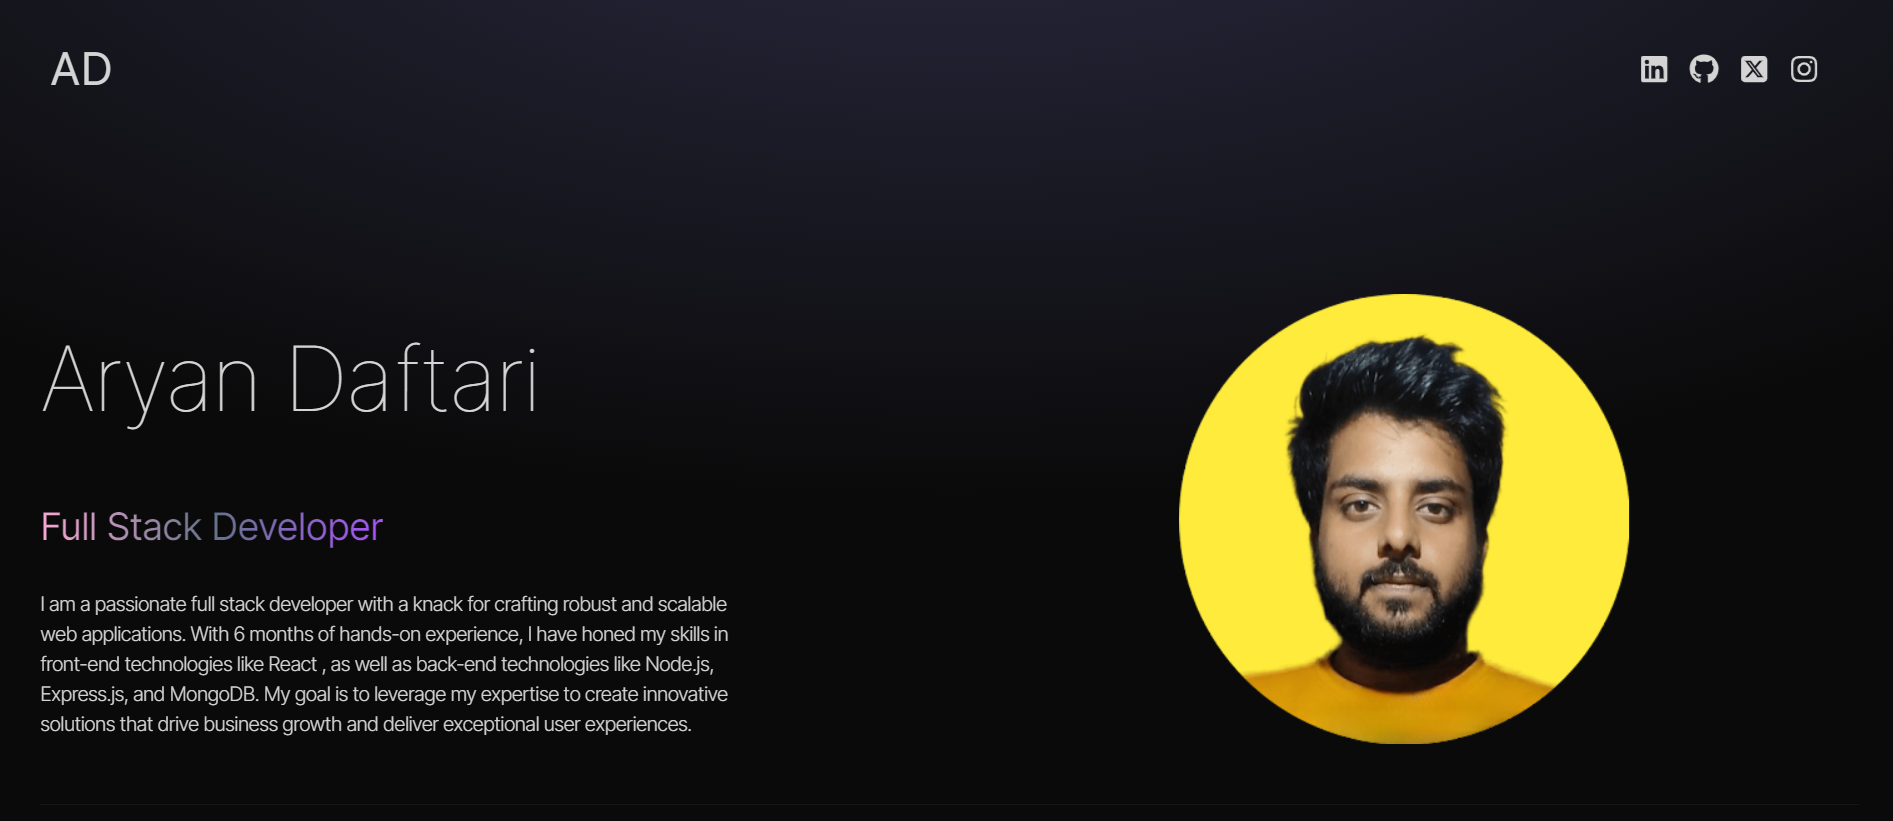 AD
Aryan Daftari
Full Stack Developer
I am a passionate full stack developer with a knack for crafting robust and scalable
web applications. With 6 months of hands-on experience, I have honed my skills in
front-end technologies like React , as well as back-end technologies like Node.js,
Express.js, and MongoDB. My goal is to leverage my expertise to create innovative
solutions that drive business growth and deliver exceptional user experiences.